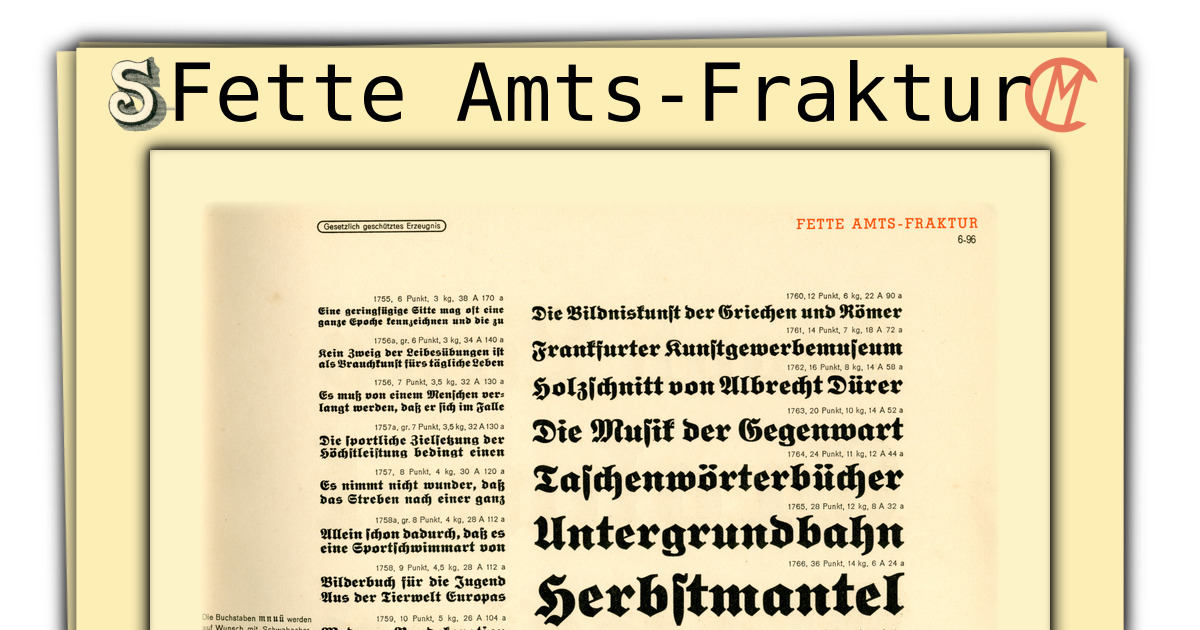 S Fette Amts-Fraktur CM
Gesetzlich geschütztes Erzeugnis
FETTE AMTS-FRAKTUR
6-96
1755, 6 Punkt, 3 kg, 38 A 170 a
Eine geringfügige Sitte mag oft eine
ganze Epoche kennzeichnen und die zu
1756a, gr. 6 Punkt, 3 kg, 34 A 140 a
Kein Zweig der Leibesübungen ist
als Brauchkunst fürs tägliche Leben
1756, 7 Punkt, 3,5 kg, 32 A 130 a
Es muß von einem Menschen ver-
langt werden, daß er sich im Falle
1757a, gr. 7 Punkt, 3,5 kg, 32 A 130 a
Die sportliche Zielsetzung der
Höchstleistung bedingt einen
1757, 8 Punkt, 4 kg, 30 A 120 a
Es nimmt nicht wunder, daß
das Streben nach einer ganz
1758a, gr. 8 Punkt, 4 kg, 28 A 112 a
Allein schon dadurch, daß es
eine Sportschwimmart von
1758, 9 Punkt, 4,5 kg, 28 A 112 a
Bilderbuch für die Jugend
Aus der Tierwelt Europas
1759, 10 Punkt, 5 kg, 26 A 104 a
Die Buchstaben mnuü werden
auf Wunsch mit Schwabacher
1760, 12 Punkt, 6 kg, 22 A 90 a
Die Bildniskunst der Griechen und Römer
1761, 14 Punkt, 7 kg, 18 A 72 a
Frankfurter Kunstgewerbemuseum
1762, 16 Punkt, 8 kg, 14 A 58 a
Holzschnitt von Albrecht Dürer
1763, 20 Punkt, 10 kg, 14 A 52 a
Die Musik der Gegenwart
1764, 24 Punkt, 11 kg, 12 A 44 a
Taschenwörterbücher
1765, 28 Punkt, 12 kg, 8 A 32 a
Untergrundbahn
1766, 36 Punkt, 14 kg, 6 A 24 a
Herbstmantel